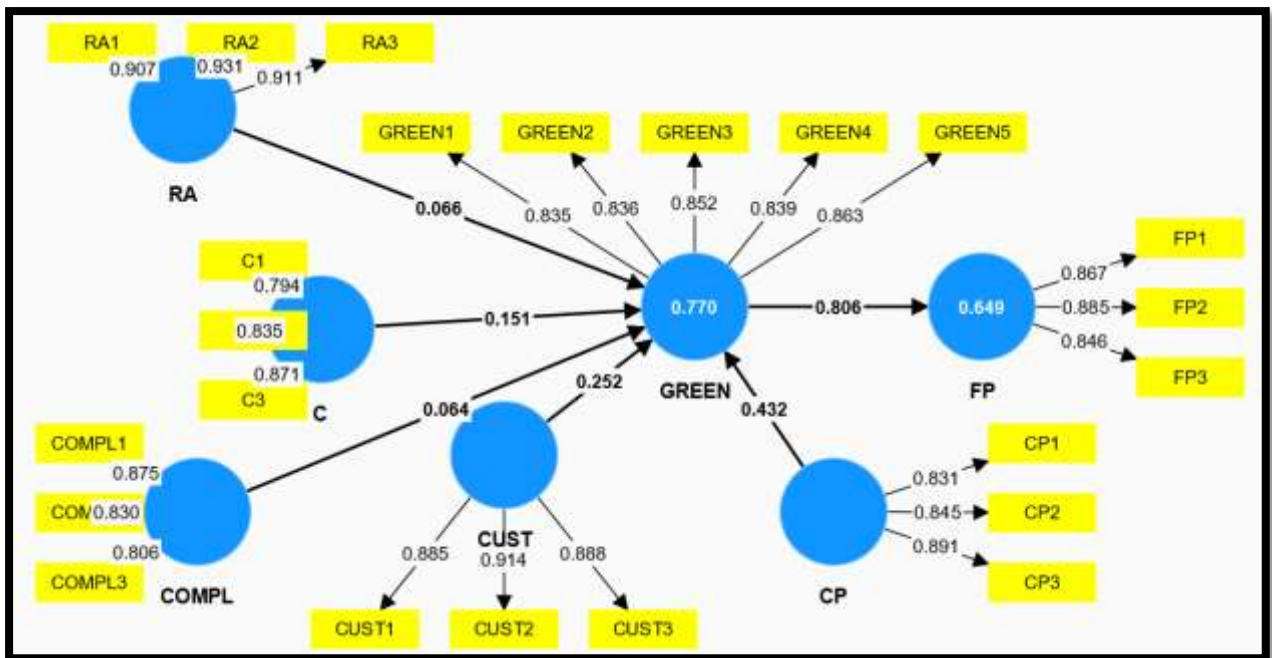 RA1 RA2 RA3
0.907 0.931 0.911
RA
GREEN1 GREEN2 GREEN3 GREEN4 GREEN5
0.835 0.836 0.852 0.839 0.863
0.066
C1
0.794
0.835
0.871
C3
C
0.151
0.770
GREEN
0.806
0.649
FP
FP1
0.867
FP2
0.885
FP3
0.846
COMPL1
0.875
0.830
0.806
COMPL3
COMPL
0.064
0.252
CUST
0.885 0.914 0.888
CUST1 CUST2 CUST3
0.432
CP
CP1
0.831
CP2
0.845
CP3
0.891